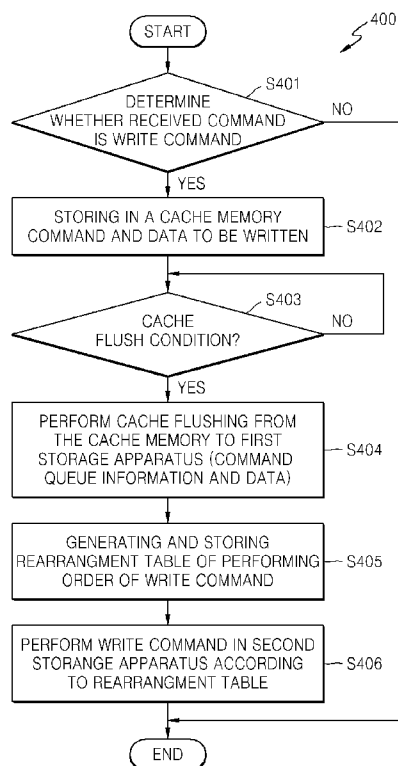 START
400
S401
DETERMINE
WHETHER RECEIVED COMMAND
IS WRITE COMMAND
NO
YES
STORING IN A CACHE MEMORY
COMMAND AND DATA TO BE WRITTEN
S402
S403
CACHE
FLUSH CONDITION?
NO
YES
PERFORM CACHE FLUSHING FROM
THE CACHE MEMORY TO FIRST
STORAGE APPARATUS (COMMAND
QUEUE INFORMATION AND DATA)
S404
GENERATING AND STORING
REARRANGMENT TABLE OF PERFORMING
ORDER OF WRITE COMMAND
S405
PERFORM WRITE COMMAND IN SECOND
STORANGE APPARATUS ACCORDING
TO REARRANGMENT TABLE
S406
END